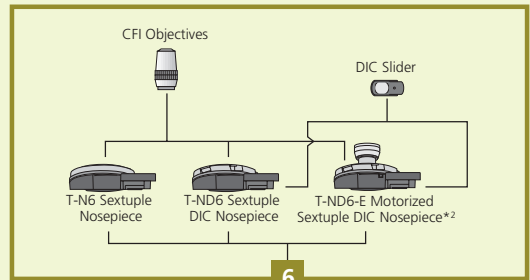 CFI Objectives
DIC Slider
T-N6 Sextuple
Nosepiece
T-ND6 Sextuple
DIC Nosepiece
T-ND6-E Motorized
Sextuple DIC Nosepiece*2
6